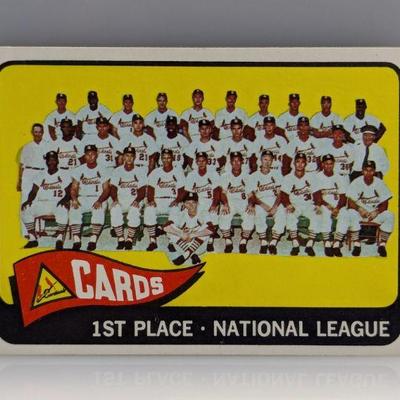 CARDS
1ST PLACE · NATIONAL LEAGUE